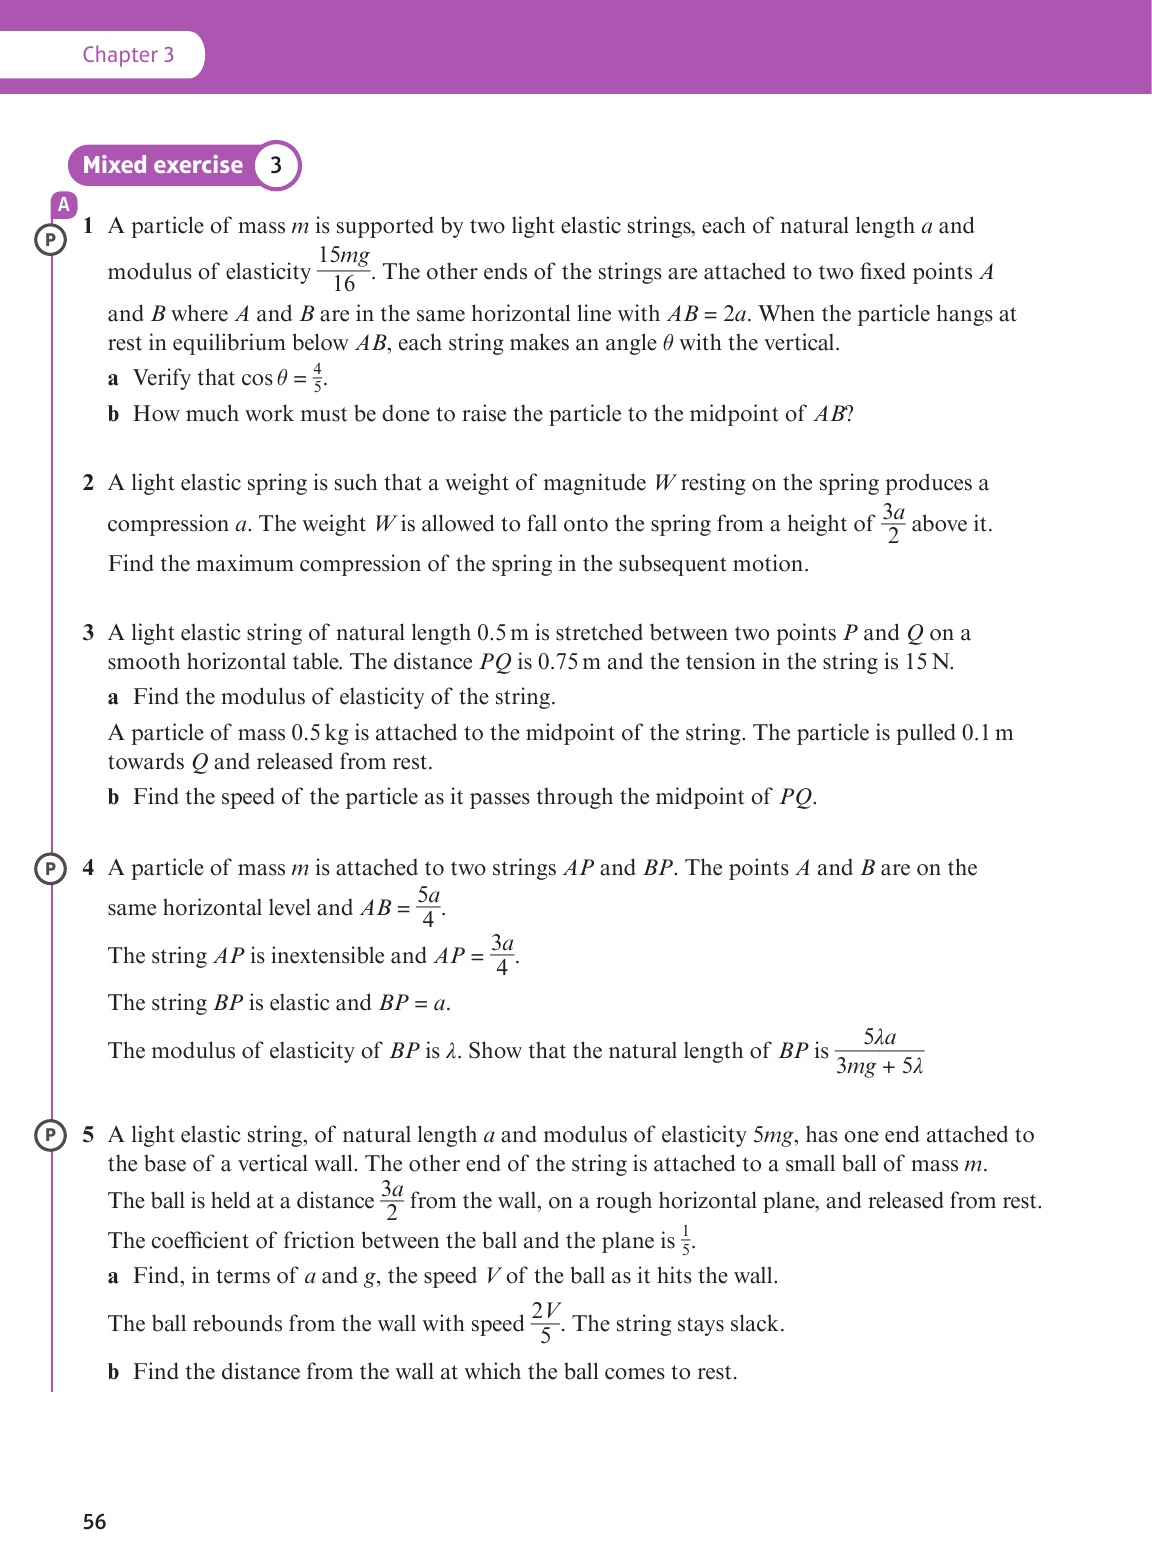 Chapter 3
Mixed exercise 3
A
P
1 A particle of mass m is supported by two light elastic strings, each of natural length a and
modulus of elasticity 15mg/16. The other ends of the strings are attached to two fixed points A
and B where A and B are in the same horizontal line with AB = 2a. When the particle hangs at
rest in equilibrium below AB, each string makes an angle θ with the vertical.
a Verify that cos θ = 4/5.
b How much work must be done to raise the particle to the midpoint of AB?
2 A light elastic spring is such that a weight of magnitude W resting on the spring produces a
compression a. The weight W is allowed to fall onto the spring from a height of 3a/2 above it.
Find the maximum compression of the spring in the subsequent motion.
3 A light elastic string of natural length 0.5 m is stretched between two points P and Q on a
smooth horizontal table. The distance PQ is 0.75 m and the tension in the string is 15 N.
a Find the modulus of elasticity of the string.
A particle of mass 0.5 kg is attached to the midpoint of the string. The particle is pulled 0.1 m
towards Q and released from rest.
b Find the speed of the particle as it passes through the midpoint of PQ.
P
4 A particle of mass m is attached to two strings AP and BP. The points A and B are on the
same horizontal level and AB = 5a/4.
The string AP is inextensible and AP = 3a/4.
The string BP is elastic and BP = a.
The modulus of elasticity of BP is λ. Show that the natural length of BP is 5λa/(3mg + 5λ)
P
5 A light elastic string, of natural length a and modulus of elasticity 5mg, has one end attached to
the base of a vertical wall. The other end of the string is attached to a small ball of mass m.
The ball is held at a distance 3a/2 from the wall, on a rough horizontal plane, and released from rest.
The coefficient of friction between the ball and the plane is 1/5.
a Find, in terms of a and g, the speed V of the ball as it hits the wall.
The ball rebounds from the wall with speed 2V/5. The string stays slack.
b Find the distance from the wall at which the ball comes to rest.
56